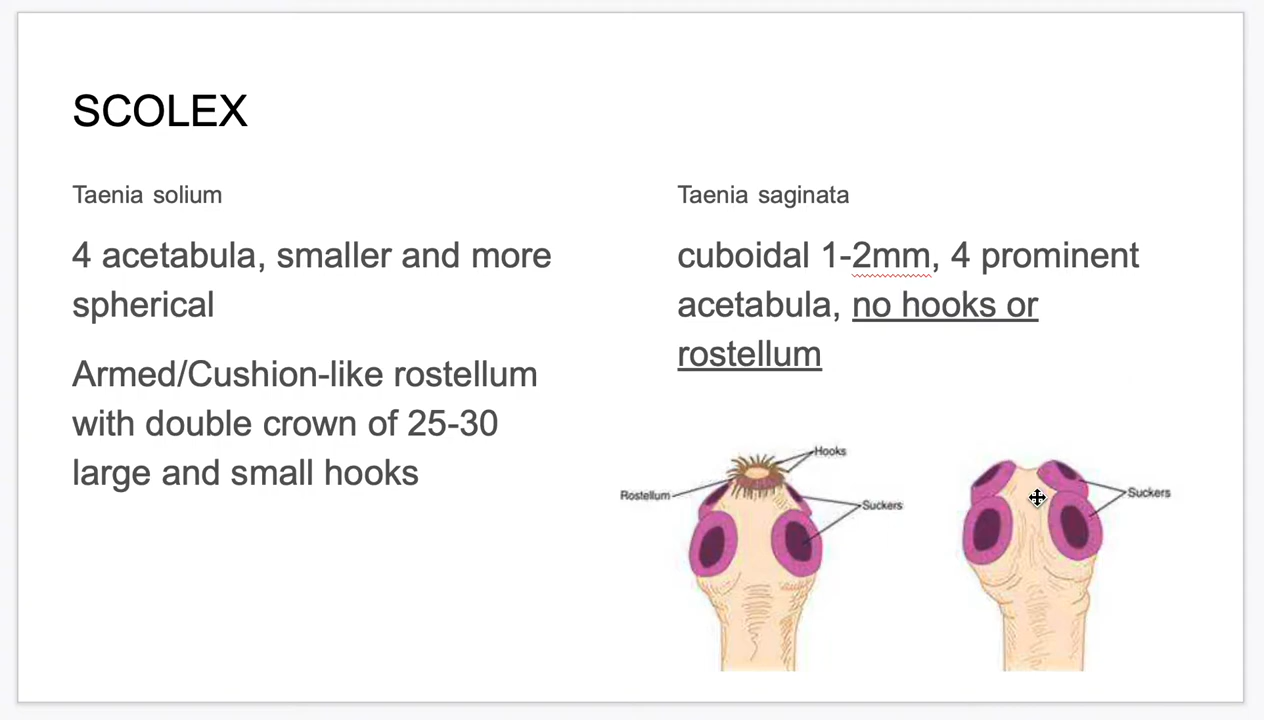 SCOLEX
Taenia solium
4 acetabula, smaller and more
spherical
Armed/Cushion-like rostellum
with double crown of 25-30
large and small hooks
Taenia saginata
cuboidal 1-2mm, 4 prominent
acetabula, no hooks or
rostellum
Hooks
Rostellum
Suckers
Suckers